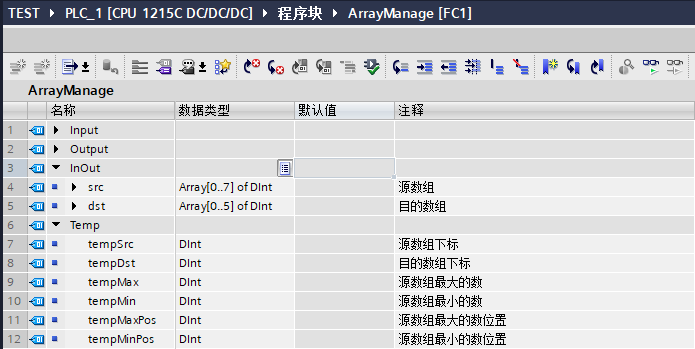 TEST ▸ PLC_1 [CPU 1215C DC/DC/DC] ▸ 程序块 ▸ ArrayManage [FC1]
ArrayManage
名称 数据类型 默认值 注释
1 Input
2 Output
3 InOut
4 src Array[0..7] of DInt 源数组
5 dst Array[0..5] of DInt 目的数组
6 Temp
7 tempSrc DInt 源数组下标
8 tempDst DInt 目的数组下标
9 tempMax DInt 源数组最大的数
10 tempMin DInt 源数组最小的数
11 tempMaxPos DInt 源数组最大的数位置
12 tempMinPos DInt 源数组最小的数位置